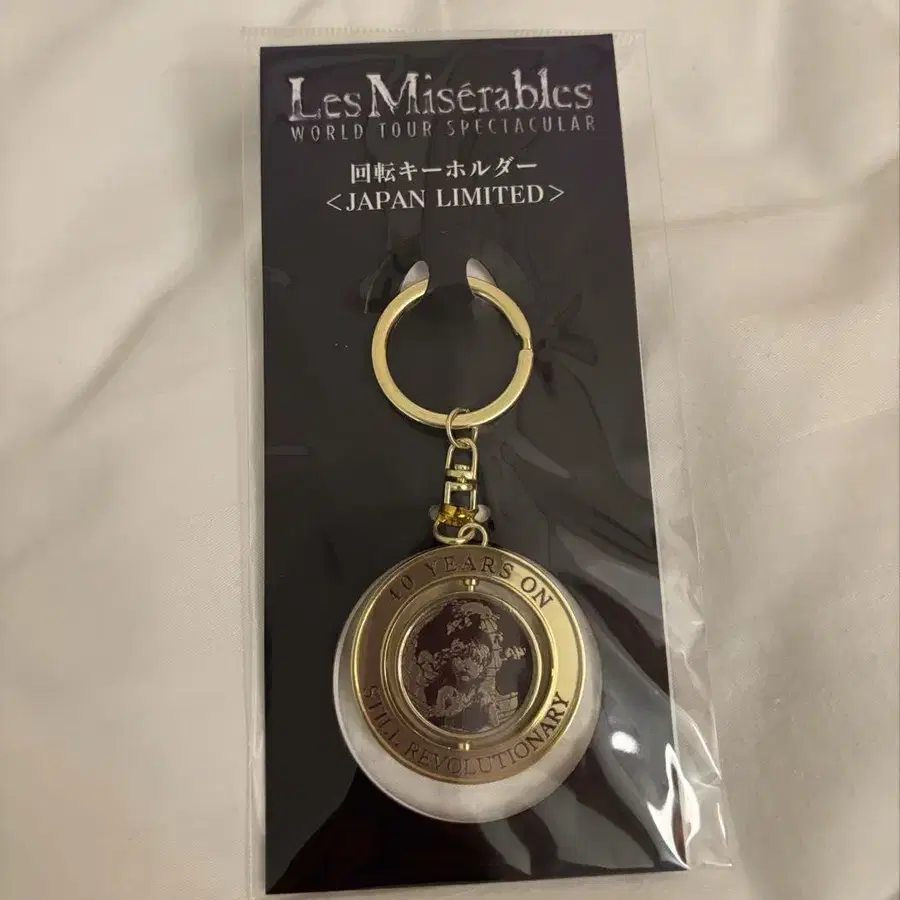 Les Misérables
WORLD TOUR SPECTACULAR
回転キーホルダー
<JAPAN LIMITED>
40 YEARS ON
STILL REVOLUTIONARY